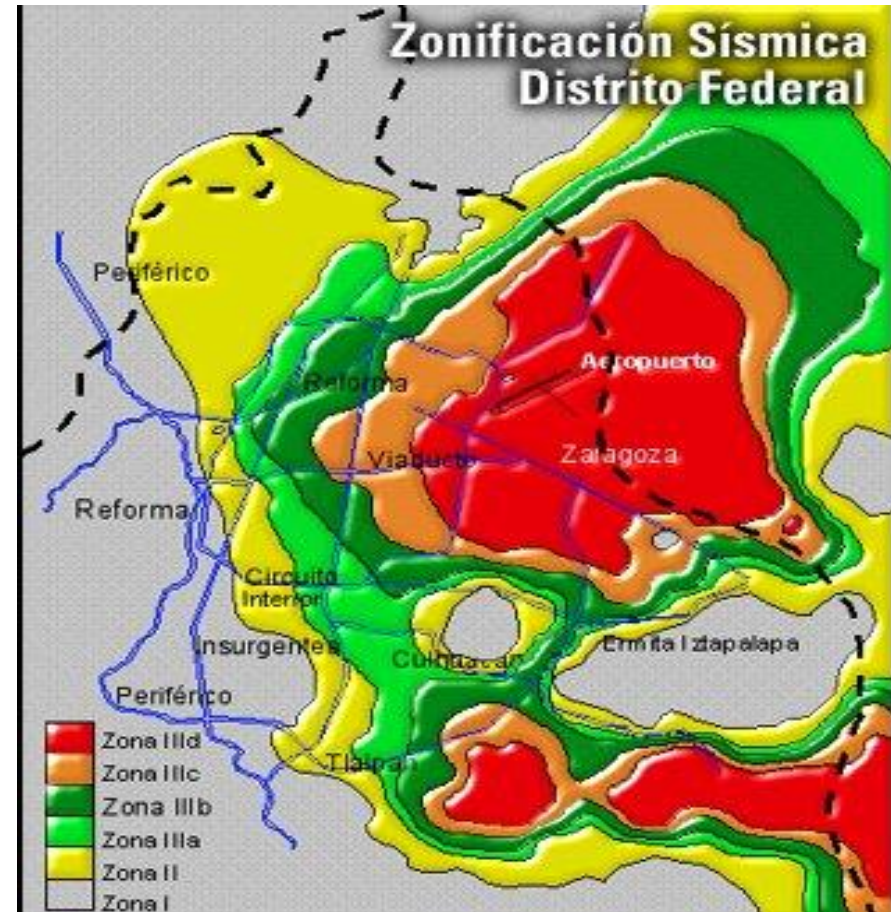 Zonificación Sísmica
Distrito Federal
Periférico
Reforma
Aeropuerto
Viaducto
Zaragoza
Reforma
Circuito
Interior
Insurgentes
Culhuacan
Ermita Iztapalapa
Periférico
Tlalpan
Zona IIId
Zona IIIc
Zona IIIb
Zona IIIa
Zona II
Zona I